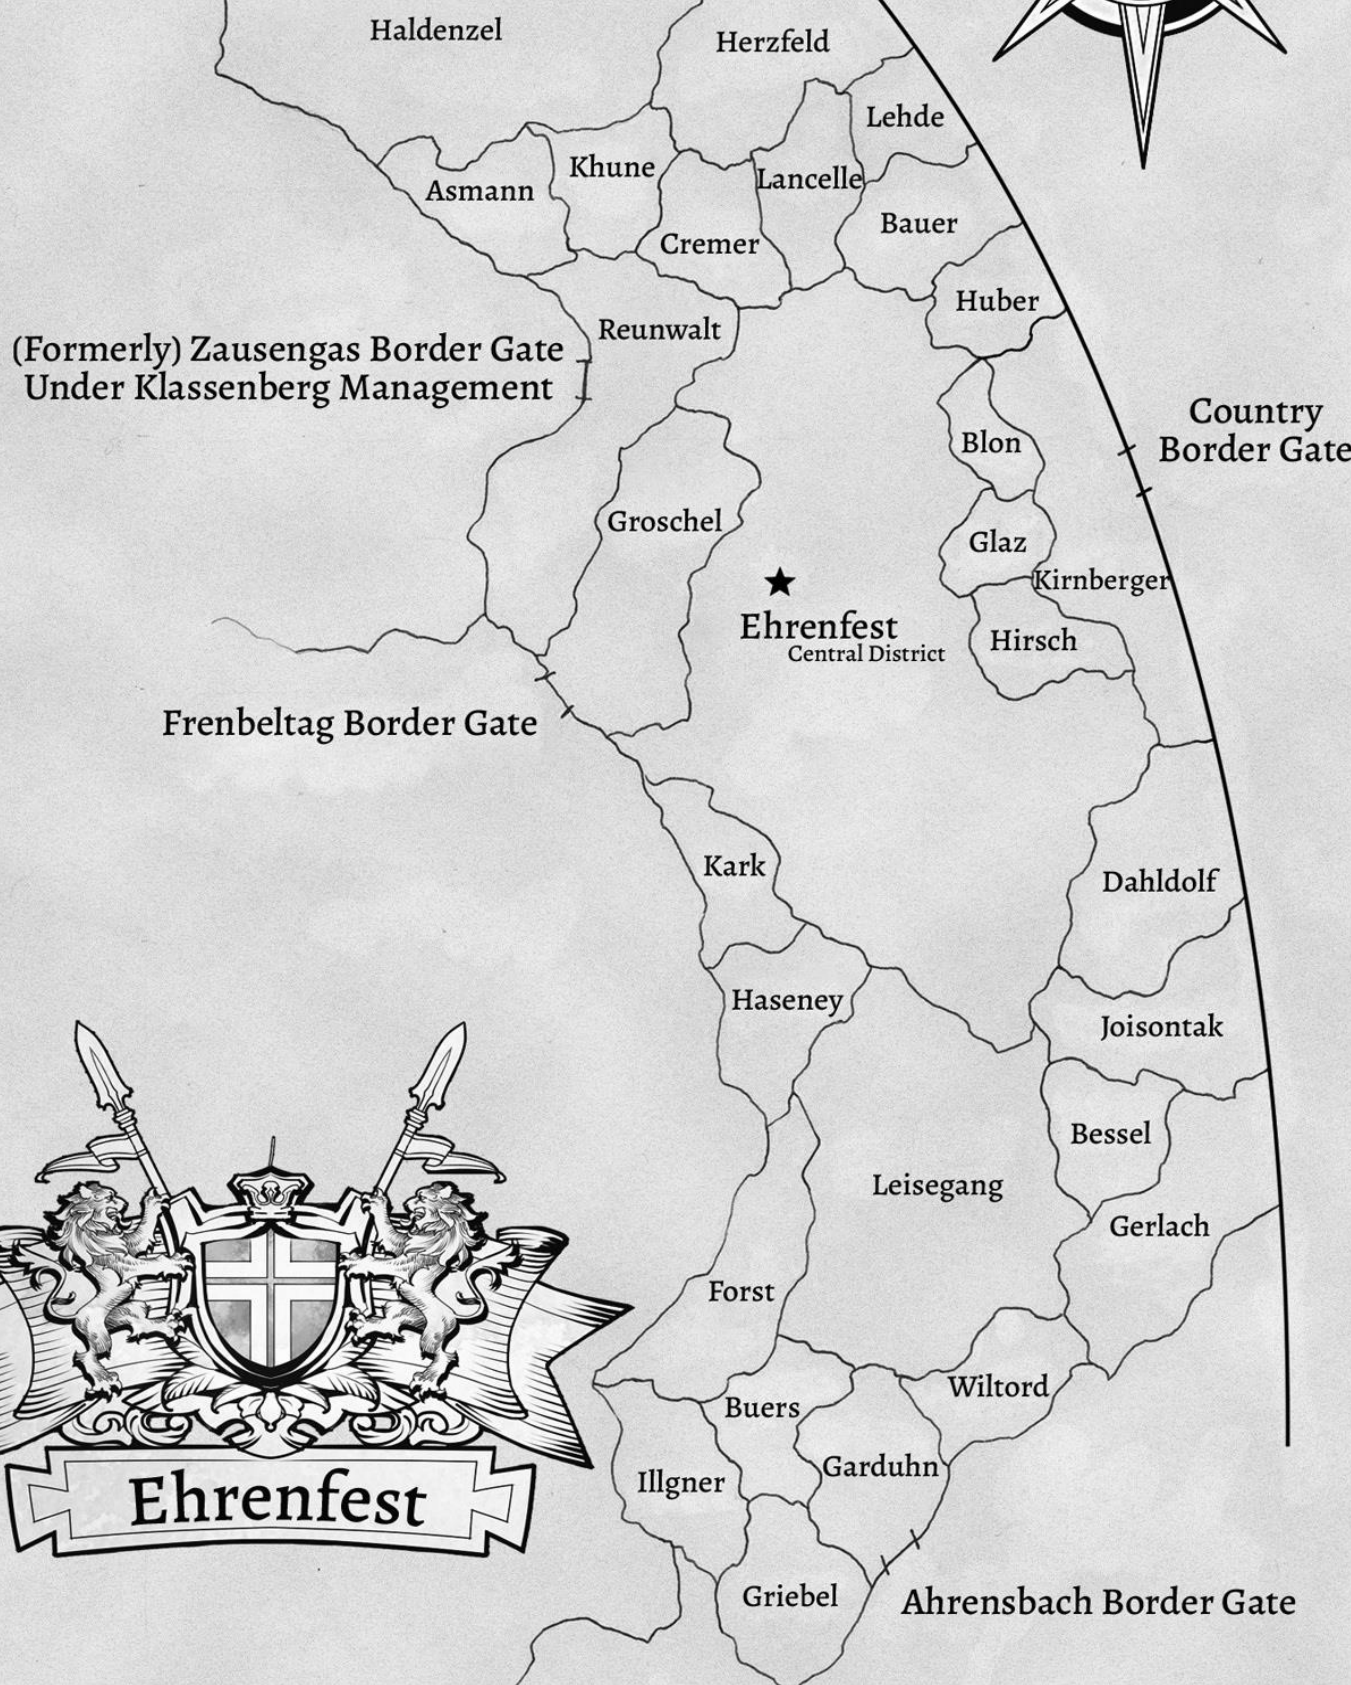 Haldenzel
Herzfeld
Lehde
Khune
Lancelle
Asmann
Bauer
Cremer
Huber
Reunwalt
(Formerly) Zausengas Border Gate
Under Klassenberg Management
Country
Border Gate
Blon
Groschel
Glaz
Kirnberger
Ehrenfest
Central District
Hirsch
Frenbeltag Border Gate
Kark
Dahldolf
Haseney
Joisontak
Bessel
Leisegang
Gerlach
Forst
Wiltord
Buers
Garduhn
Illgner
Ehrenfest
Griebel
Ahrensbach Border Gate